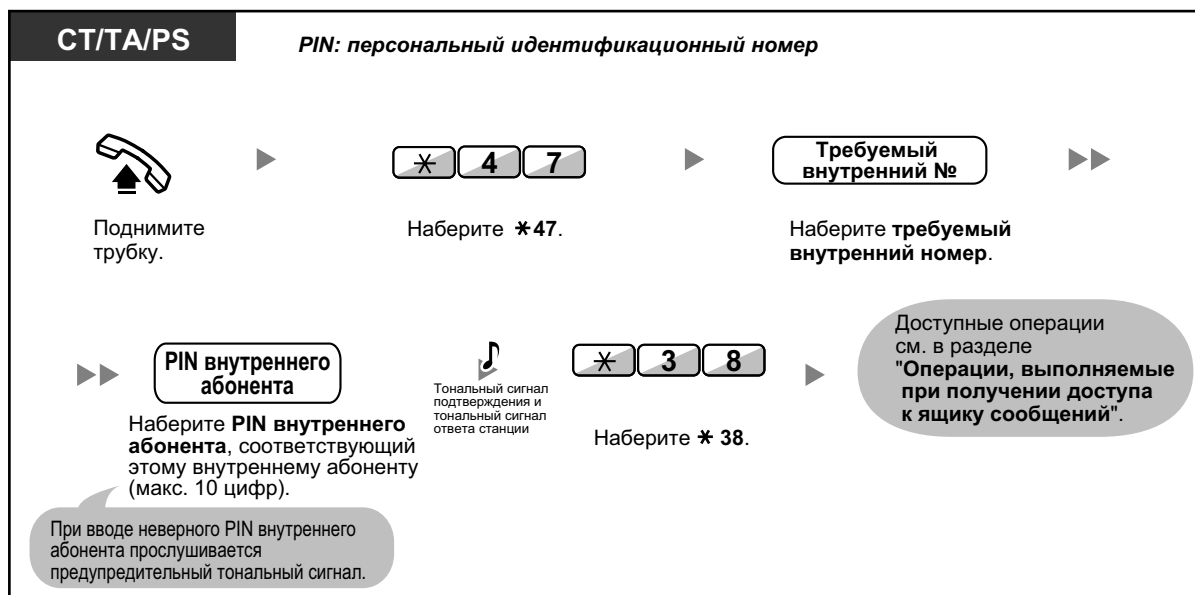 CT/TA/PS
PIN: персональный идентификационный номер
✳ 4 7
Требуемый
внутренний №
Поднимите
трубку.
Наберите ✳47.
Наберите требуемый
внутренний номер.
PIN внутреннего
абонента
Наберите PIN внутреннего
абонента, соответствующий
этому внутреннему абоненту
(макс. 10 цифр).
При вводе неверного PIN внутреннего
абонента прослушивается
предупредительный тональный сигнал.
Тональный сигнал
подтверждения и
тональный сигнал
ответа станции
✳ 3 8
Наберите ✳ 38.
Доступные операции
см. в разделе
"Операции, выполняемые
при получении доступа
к ящику сообщений".